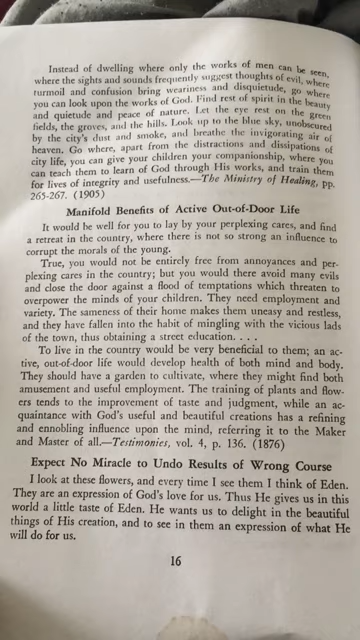 Instead of dwelling where only the works of men can be seen,
where the sights and sounds frequently suggest thoughts of evil, where
turmoil and confusion bring weariness and disquietude, go where
you can look upon the works of God. Find rest of spirit in the beauty
and quietude and peace of nature. Let the eye rest on the green
fields, the groves, and the hills. Look up to the blue sky, unobscured
by the city's dust and smoke, and breathe the invigorating air of
heaven. Go where, apart from the distractions and dissipations of
city life, you can give your children your companionship, where you
can teach them to learn of God through His works, and train them
for lives of integrity and usefulness.—The Ministry of Healing, pp.
265-267. (1905)
Manifold Benefits of Active Out-of-Door Life
It would be well for you to lay by your perplexing cares, and find
a retreat in the country, where there is not so strong an influence to
corrupt the morals of the young.
True, you would not be entirely free from annoyances and per-
plexing cares in the country; but you would there avoid many evils
and close the door against a flood of temptations which threaten to
overpower the minds of your children. They need employment and
variety. The sameness of their home makes them uneasy and restless,
and they have fallen into the habit of mingling with the vicious lads
of the town, thus obtaining a street education. . . .
To live in the country would be very beneficial to them; an ac-
tive, out-of-door life would develop health of both mind and body.
They should have a garden to cultivate, where they might find both
amusement and useful employment. The training of plants and flow-
ers tends to the improvement of taste and judgment, while an ac-
quaintance with God's useful and beautiful creations has a refining
and ennobling influence upon the mind, referring it to the Maker
and Master of all.—Testimonies, vol. 4, p. 136. (1876)
Expect No Miracle to Undo Results of Wrong Course
I look at these flowers, and every time I see them I think of Eden.
They are an expression of God's love for us. Thus He gives us in this
world a little taste of Eden. He wants us to delight in the beautiful
things of His creation, and to see in them an expression of what He
will do for us.
16